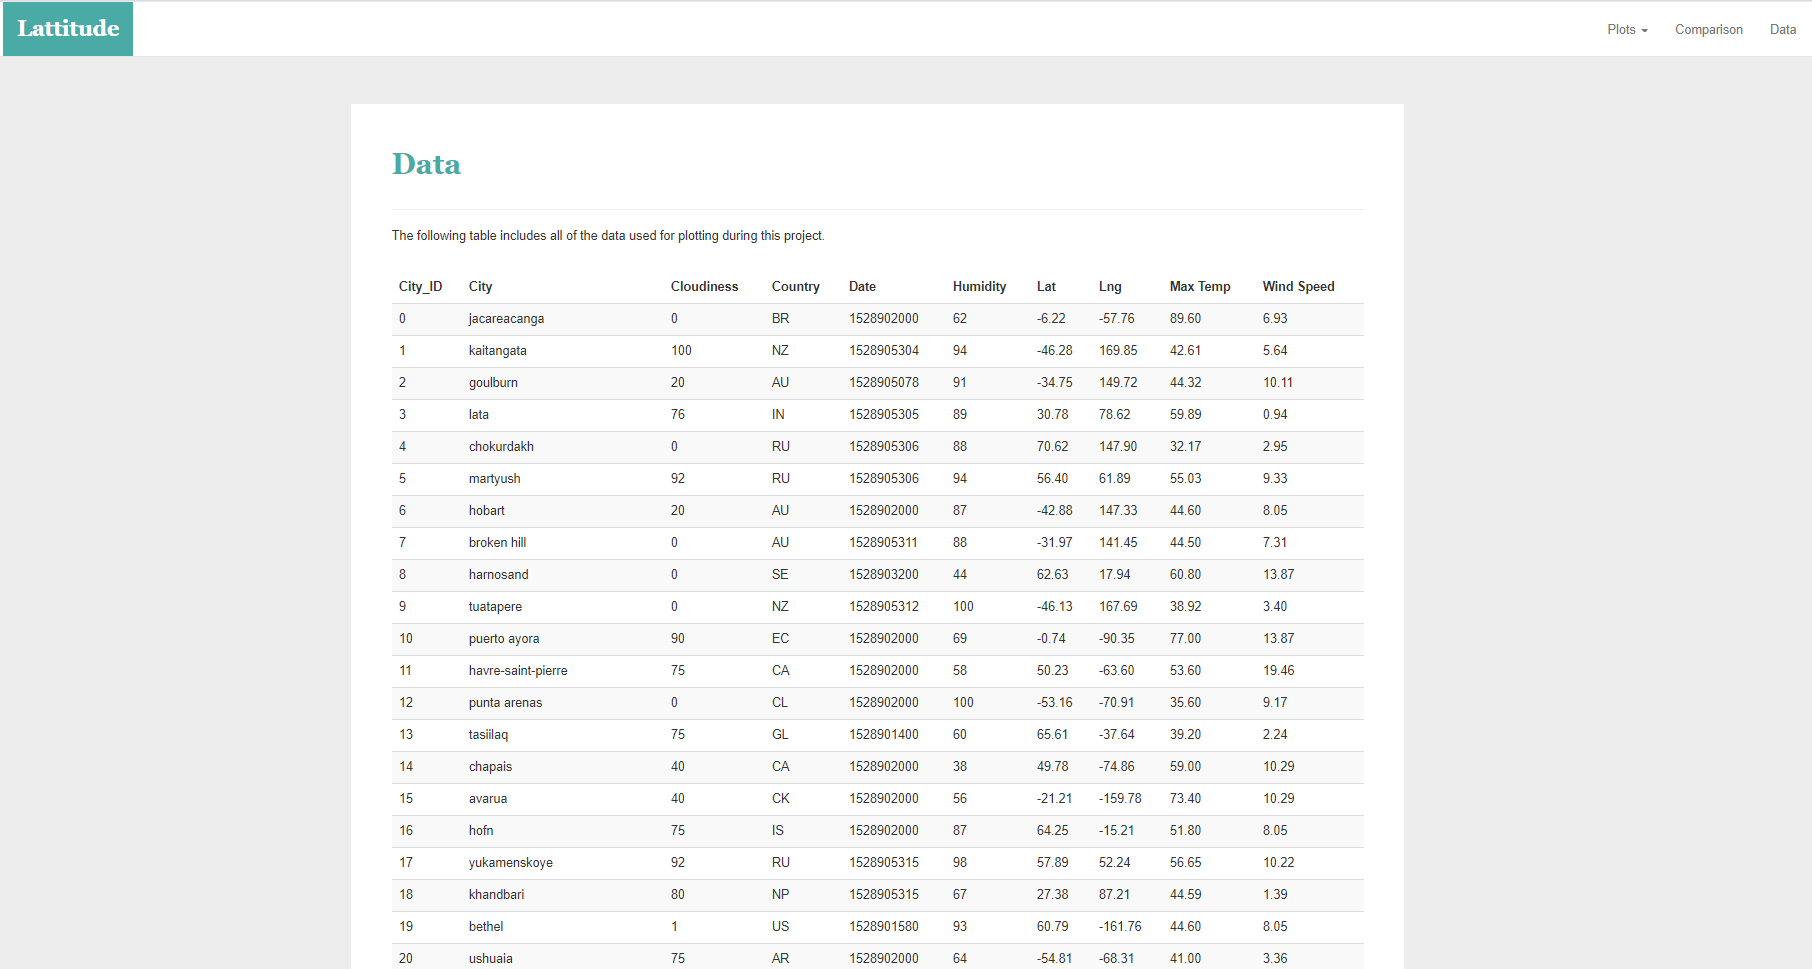 Lattitude
Plots Comparison Data
Data
The following table includes all of the data used for plotting during this project.
City_ID City Cloudiness Country Date Humidity Lat Lng Max Temp Wind Speed
0 jacareacanga 0 BR 1528902000 62 -6.22 -57.76 89.60 6.93
1 kaitangata 100 NZ 1528905304 94 -46.28 169.85 42.61 5.64
2 goulburn 20 AU 1528905078 91 -34.75 149.72 44.32 10.11
3 lata 76 IN 1528905305 89 30.78 78.62 59.89 0.94
4 chokurdakh 0 RU 1528905306 88 70.62 147.90 32.17 2.95
5 martyush 92 RU 1528905306 94 56.40 61.89 55.03 9.33
6 hobart 20 AU 1528902000 87 -42.88 147.33 44.60 8.05
7 broken hill 0 AU 1528905311 88 -31.97 141.45 44.50 7.31
8 harnosand 0 SE 1528903200 44 62.63 17.94 60.80 13.87
9 tuatapere 0 NZ 1528905312 100 -46.13 167.69 38.92 3.40
10 puerto ayora 90 EC 1528902000 69 -0.74 -90.35 77.00 13.87
11 havre-saint-pierre 75 CA 1528902000 58 50.23 -63.60 53.60 19.46
12 punta arenas 0 CL 1528902000 100 -53.16 -70.91 35.60 9.17
13 tasiilaq 75 GL 1528901400 60 65.61 -37.64 39.20 2.24
14 chapais 40 CA 1528902000 38 49.78 -74.86 59.00 10.29
15 avarua 40 CK 1528902000 56 -21.21 -159.78 73.40 10.29
16 hofn 75 IS 1528902000 87 64.25 -15.21 51.80 8.05
17 yukamenskoye 92 RU 1528905315 98 57.89 52.24 56.65 10.22
18 khandbari 80 NP 1528905315 67 27.38 87.21 44.59 1.39
19 bethel 1 US 1528901580 93 60.79 -161.76 44.60 8.05
20 ushuaia 75 AR 1528902000 64 -54.81 -68.31 41.00 3.36